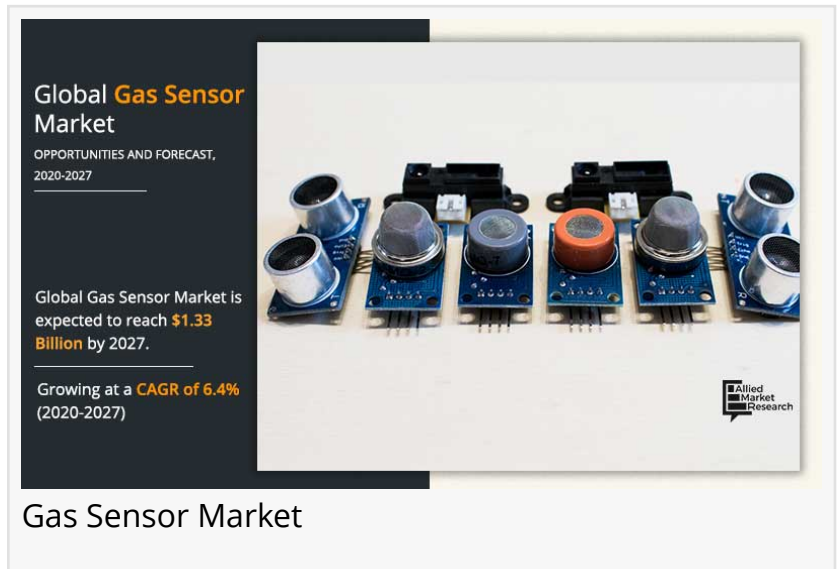 Global Gas Sensor
Market
OPPORTUNITIES AND FORECAST,
2020-2027
Global Gas Sensor Market is
expected to reach $1.33
Billion by 2027.
Growing at a CAGR of 6.4%
(2020-2027)
Allied
Market
Research
Gas Sensor Market